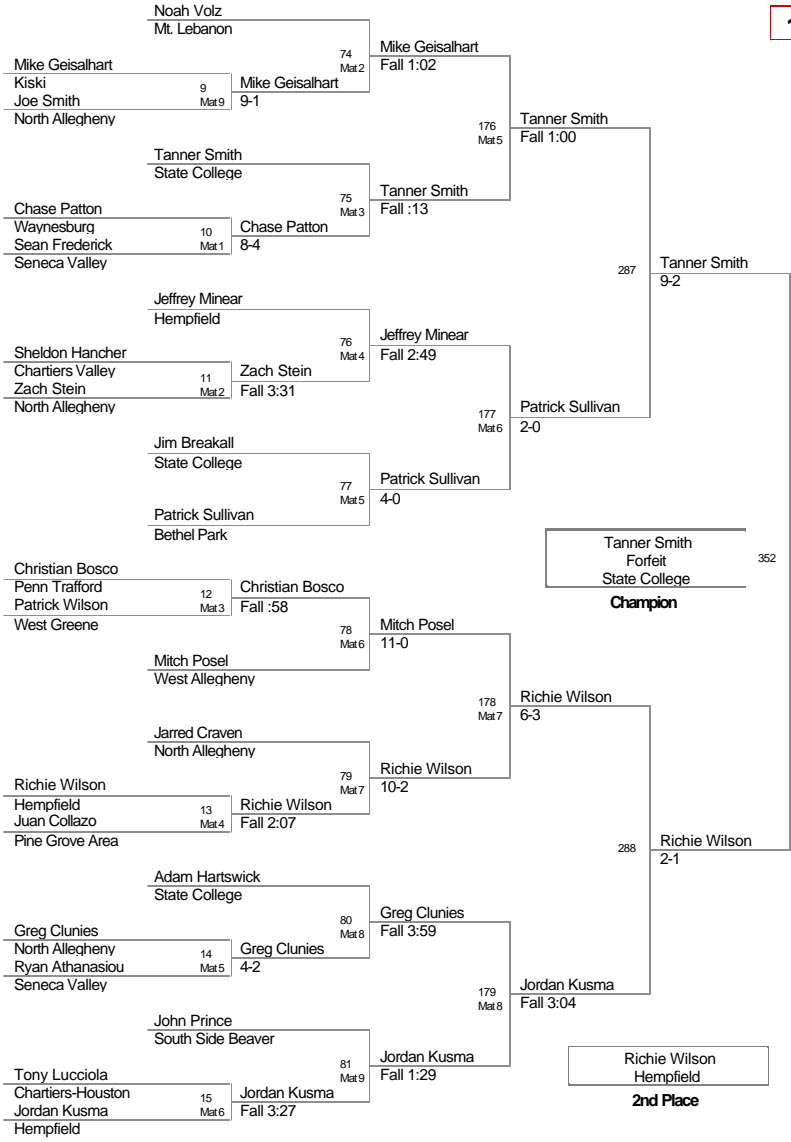 Noah Volz
Mt. Lebanon
74
Mat 2
Mike Geisalhart
Fall 1:02
Mike Geisalhart
Kiski
9
Mat 9
Mike Geisalhart
9-1
Joe Smith
North Allegheny
176
Mat 5
Tanner Smith
Fall 1:00
Tanner Smith
State College
75
Mat 3
Tanner Smith
Fall :13
Chase Patton
Waynesburg
10
Mat 1
Chase Patton
8-4
Sean Frederick
Seneca Valley
287
Tanner Smith
9-2
Jeffrey Minear
Hempfield
76
Mat 4
Jeffrey Minear
Fall 2:49
Sheldon Hancher
Chartiers Valley
11
Mat 2
Zach Stein
Fall 3:31
Zach Stein
North Allegheny
177
Mat 6
Patrick Sullivan
2-0
Jim Breakall
State College
77
Mat 5
Patrick Sullivan
4-0
Patrick Sullivan
Bethel Park
Tanner Smith
Forfeit
State College
352
Champion
Christian Bosco
Penn Trafford
12
Mat 3
Christian Bosco
Fall :58
Patrick Wilson
West Greene
78
Mat 6
Mitch Posel
11-0
Mitch Posel
West Allegheny
178
Mat 7
Richie Wilson
6-3
Jarred Craven
North Allegheny
79
Mat 7
Richie Wilson
10-2
Richie Wilson
Hempfield
13
Mat 4
Richie Wilson
Fall 2:07
Juan Collazo
Pine Grove Area
288
Richie Wilson
2-1
Adam Hartswick
State College
80
Mat 8
Greg Clunies
Fall 3:59
Greg Clunies
North Allegheny
14
Mat 5
Greg Clunies
4-2
Ryan Athanasiou
Seneca Valley
179
Mat 8
Jordan Kusma
Fall 3:04
John Prince
South Side Beaver
81
Mat 9
Jordan Kusma
Fall 1:29
Tony Lucciola
Chartiers-Houston
15
Mat 6
Jordan Kusma
Fall 3:27
Jordan Kusma
Hempfield
Richie Wilson
Hempfield
2nd Place